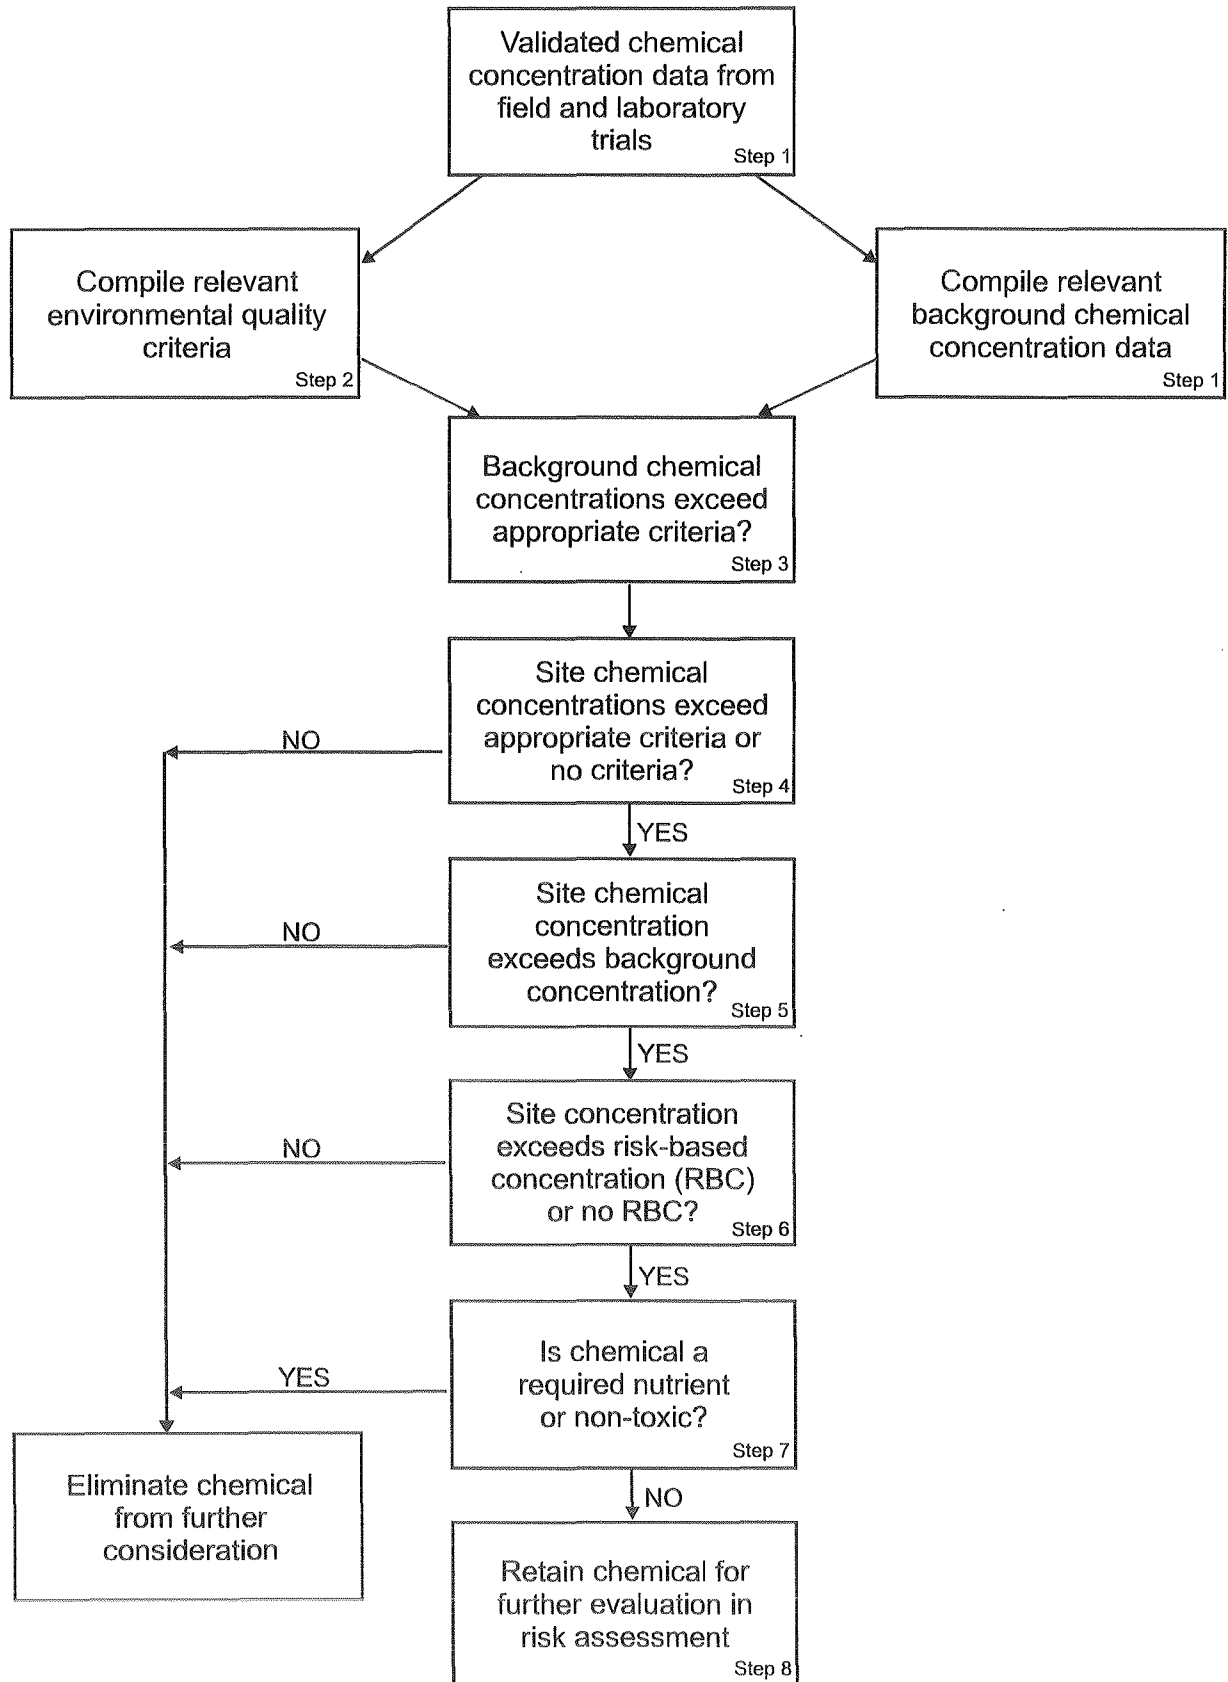 Validated chemical
concentration data from
field and laboratory
trials
Step 1
Compile relevant
environmental quality
criteria
Step 2
Compile relevant
background chemical
concentration data
Step 1
Background chemical
concentrations exceed
appropriate criteria?
Step 3
Site chemical
concentrations exceed
appropriate criteria or
no criteria?
Step 4
NO
YES
Site chemical
concentration
exceeds background
concentration?
Step 5
NO
YES
Site concentration
exceeds risk-based
concentration (RBC)
or no RBC?
Step 6
NO
YES
Is chemical a
required nutrient
or non-toxic?
Step 7
YES
NO
Eliminate chemical
from further
consideration
Retain chemical for
further evaluation in
risk assessment
Step 8